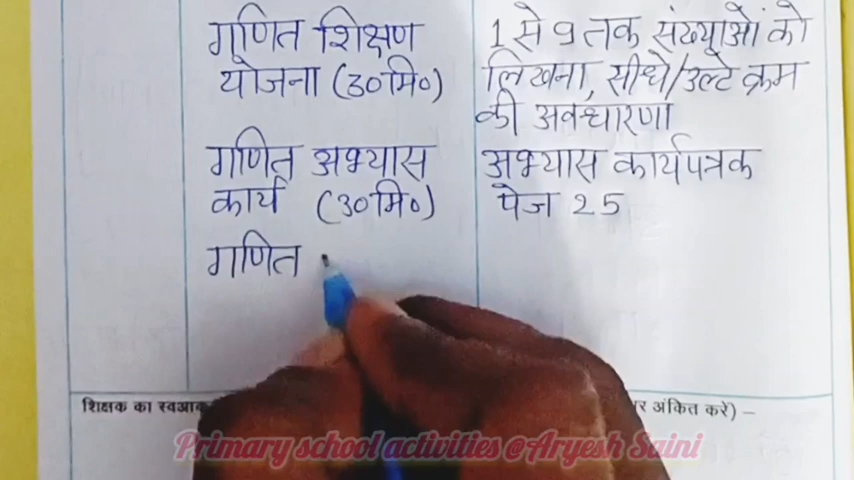 गणित शिक्षण
योजना (30मि०)
1 से 9 तक संख्याओं को
लिखना, सीधे/उल्टे क्रम
की अवधारणा
गणित अभ्यास
कार्य (30मि०)
अभ्यास कार्यपत्रक
पेज 25
गणित
शिक्षक का स्वआक
र अंकित करें) –
Primary school activities @Aryesh Saini